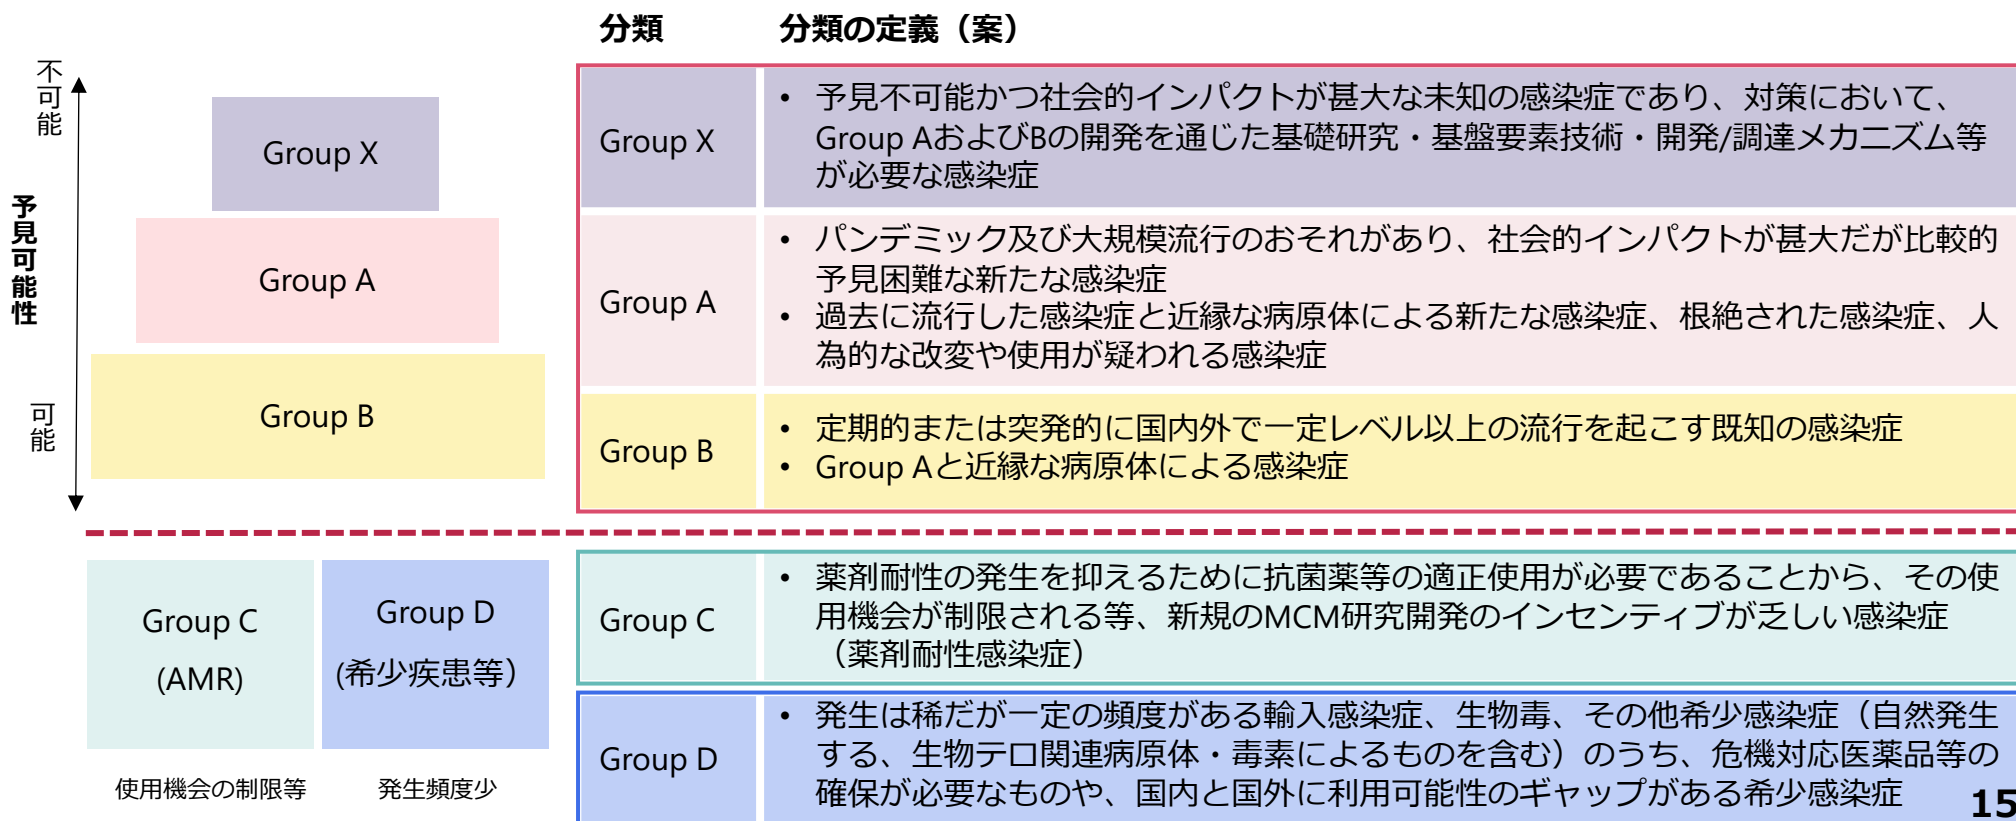 分類 分類の定義（案）
不可能
予見可能性
可能
Group X
Group A
Group B
Group X
• 予見不可能かつ社会的インパクトが甚大な未知の感染症であり、対策において、
Group AおよびBの開発を通じた基礎研究・基盤要素技術・開発/調達メカニズム等
が必要な感染症
Group A
• パンデミック及び大規模流行のおそれがあり、社会的インパクトが甚大だが比較的
予見困難な新たな感染症
• 過去に流行した感染症と近縁な病原体による新たな感染症、根絶された感染症、人
為的な改変や使用が疑われる感染症
Group B
• 定期的または突発的に国内外で一定レベル以上の流行を起こす既知の感染症
• Group Aと近縁な病原体による感染症
Group C
(AMR)
使用機会の制限等
Group D
(希少疾患等）
発生頻度少
Group C
• 薬剤耐性の発生を抑えるために抗菌薬等の適正使用が必要であることから、その使
用機会が制限される等、新規のMCM研究開発のインセンティブが乏しい感染症
（薬剤耐性感染症）
Group D
• 発生は稀だが一定の頻度がある輸入感染症、生物毒、その他希少感染症（自然発生
する、生物テロ関連病原体・毒素によるものを含む）のうち、危機対応医薬品等の
確保が必要なものや、国内と国外に利用可能性のギャップがある希少感染症
15